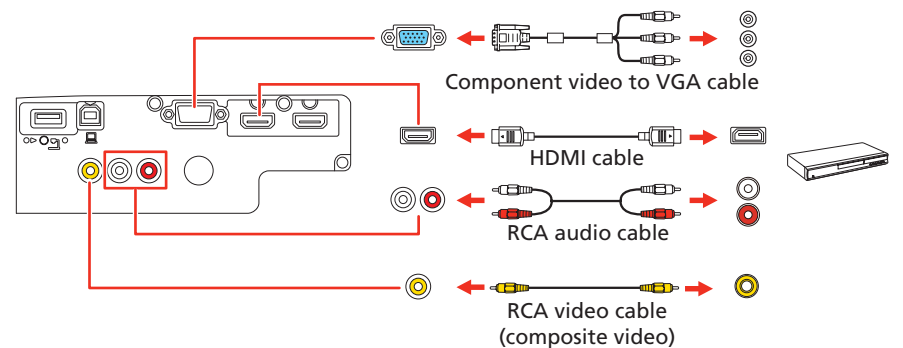 Component video to VGA cable
HDMI cable
RCA audio cable
RCA video cable
(composite video)